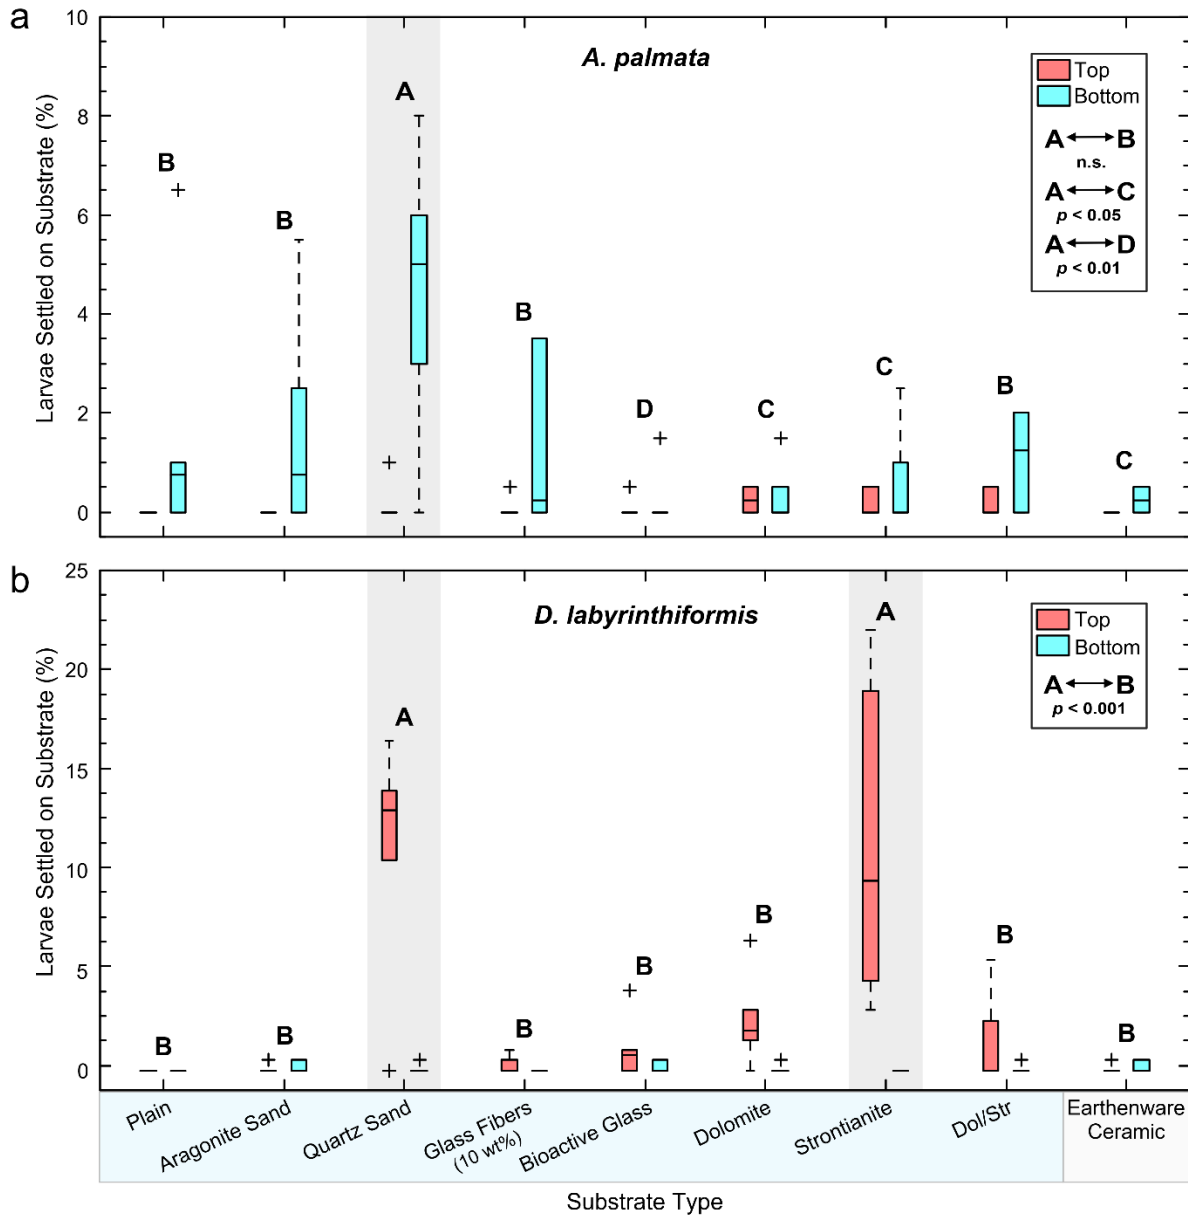 a
A. palmata
Larvae Settled on Substrate (%)
10
8
6
4
2
0
B
B
A
B
D
C
C
B
C
Top
Bottom
A B
n.s.
A C
p < 0.05
A D
p < 0.01
b
D. labyrinthiformis
Larvae Settled on Substrate (%)
25
20
15
10
5
0
B
B
A
B
B
B
A
B
B
Top
Bottom
A B
p < 0.001
Plain
Aragonite Sand
Quartz Sand
Glass Fibers
(10 wt%)
Bioactive Glass
Dolomite
Strontianite
Dol/Str
Earthenware
Ceramic
Substrate Type